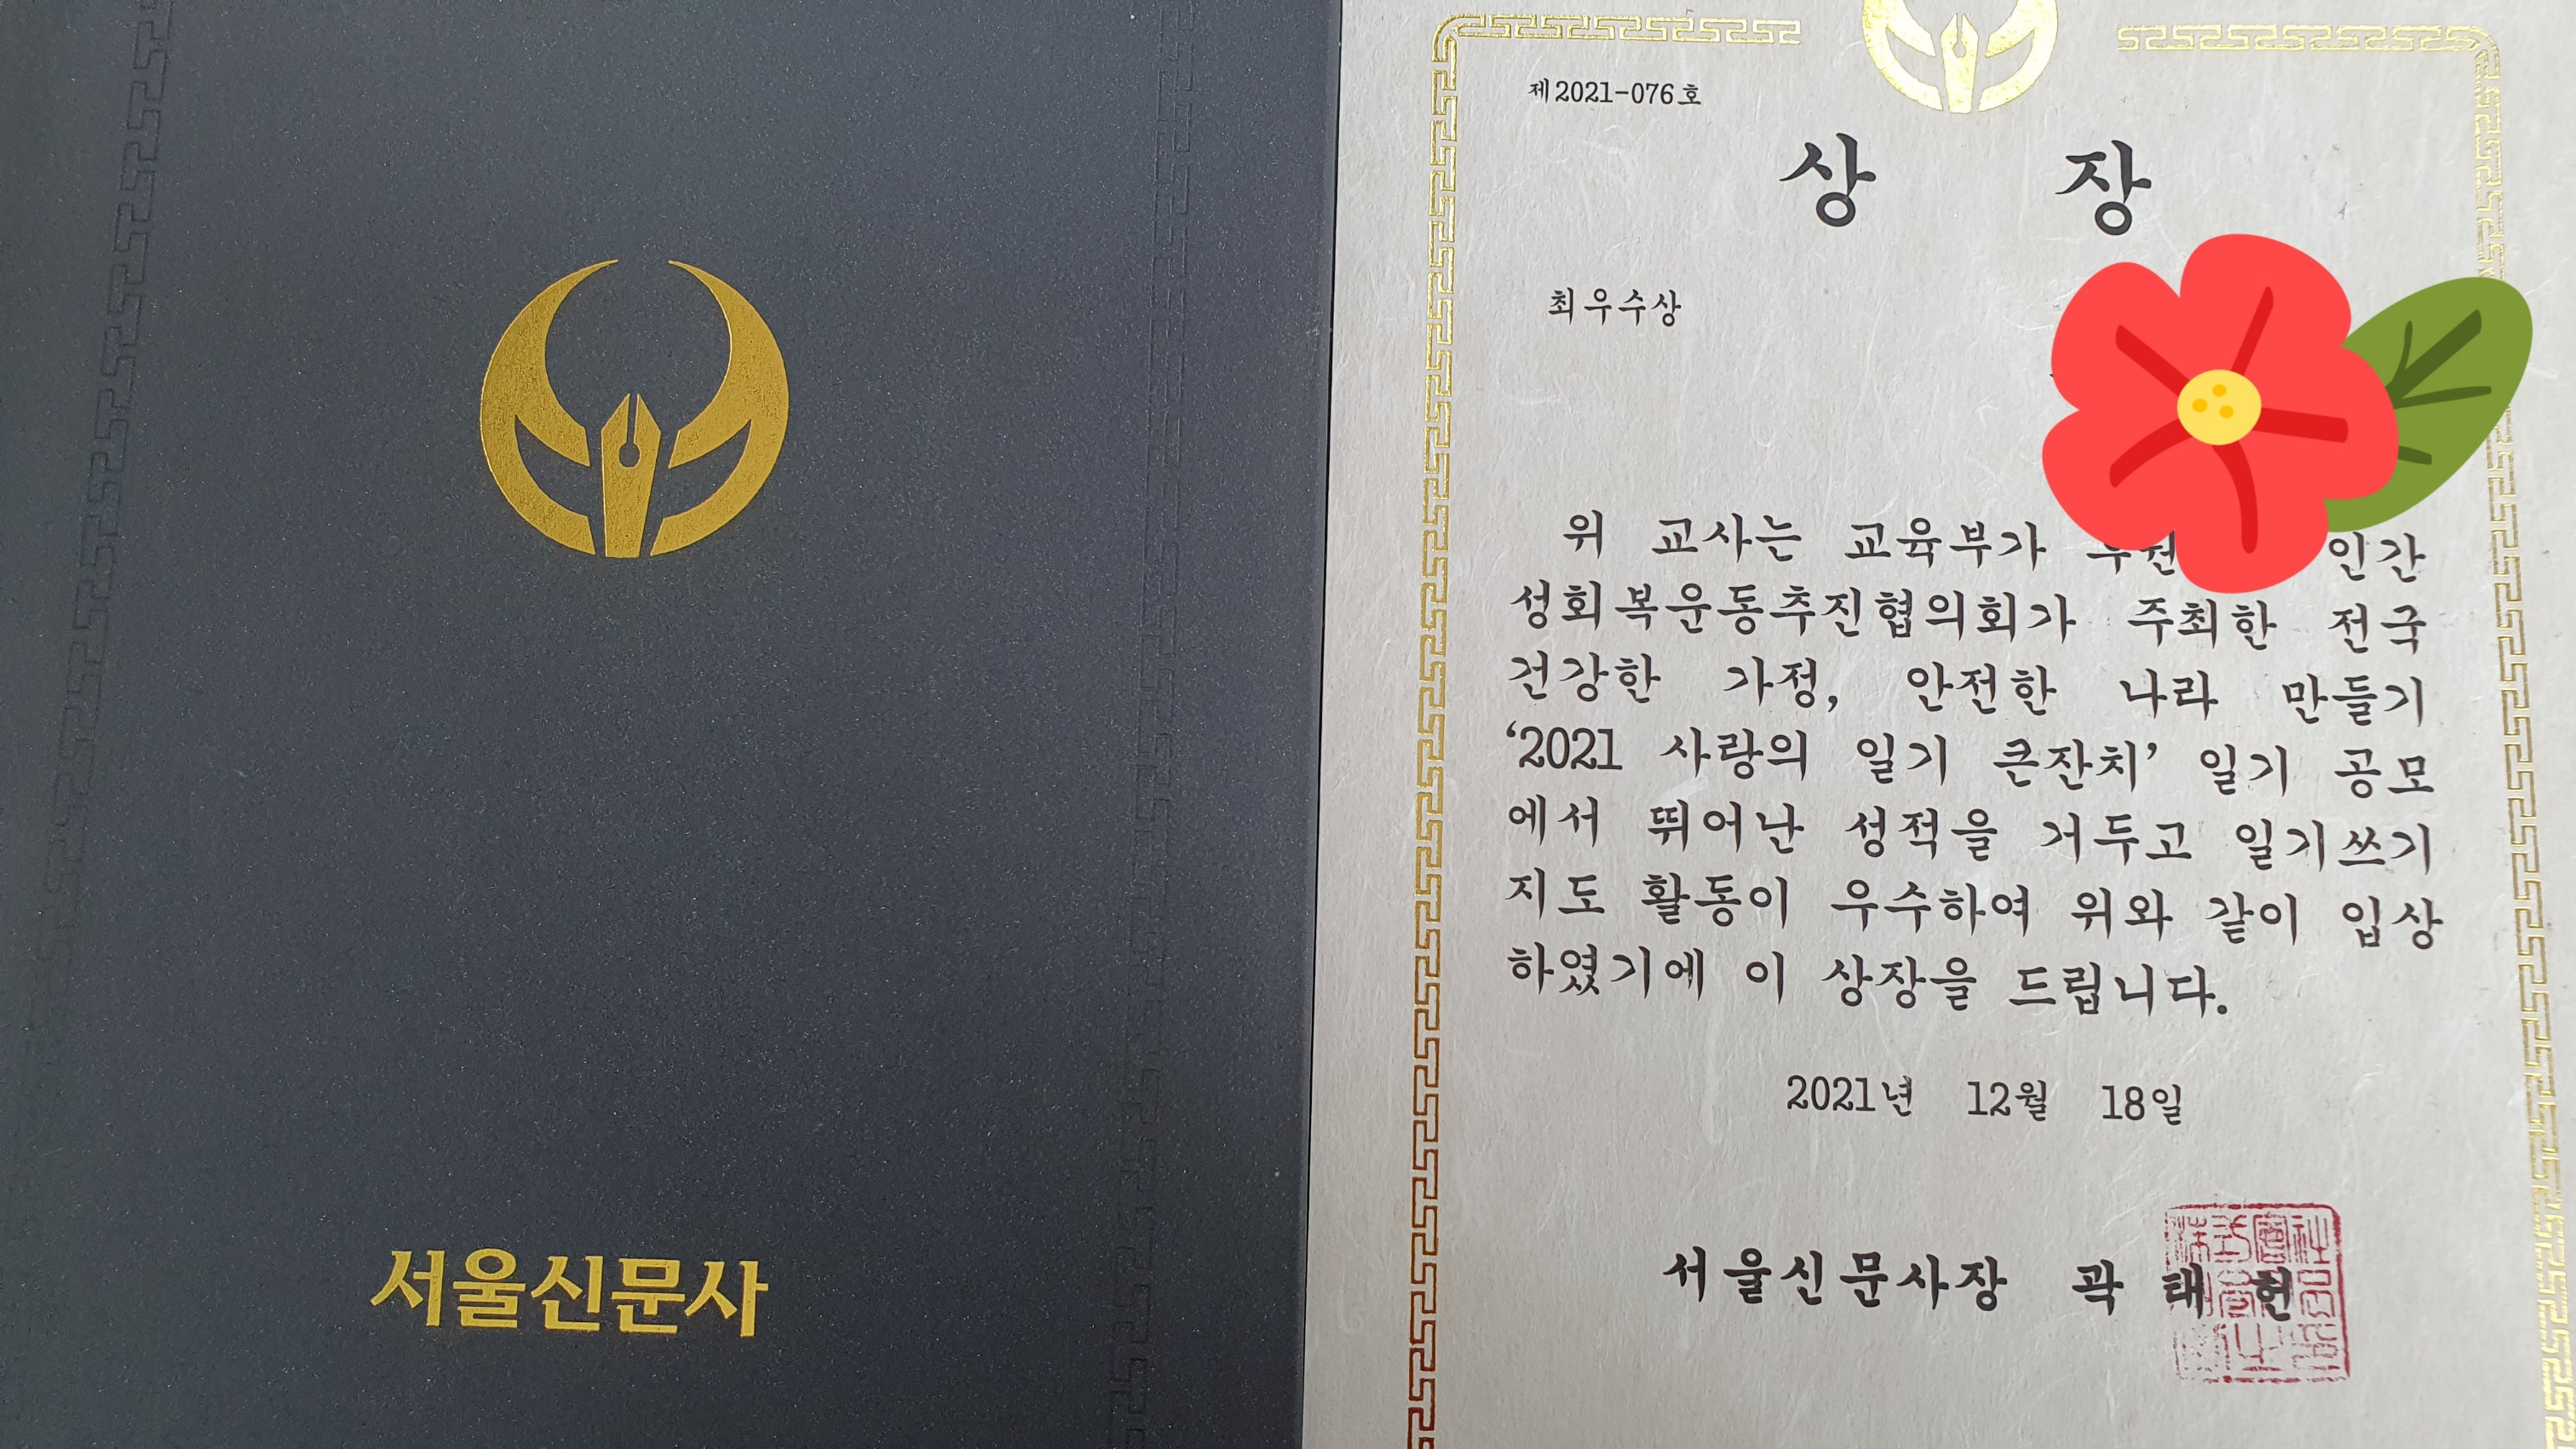 서울신문사
제2021-076호
상 장
최우수상
위 교사는 교육부가 인간
성회복운동추진협의회가 주최한 전국
건강한 가정, 안전한 나라 만들기
‘2021 사랑의 일기 큰잔치’ 일기 공모
에서 뛰어난 성적을 거두고 일기쓰기
지도 활동이 우수하여 위와 같이 입상
하였기에 이 상장을 드립니다.
2021년 12월 18일
서울신문사장 곽태헌